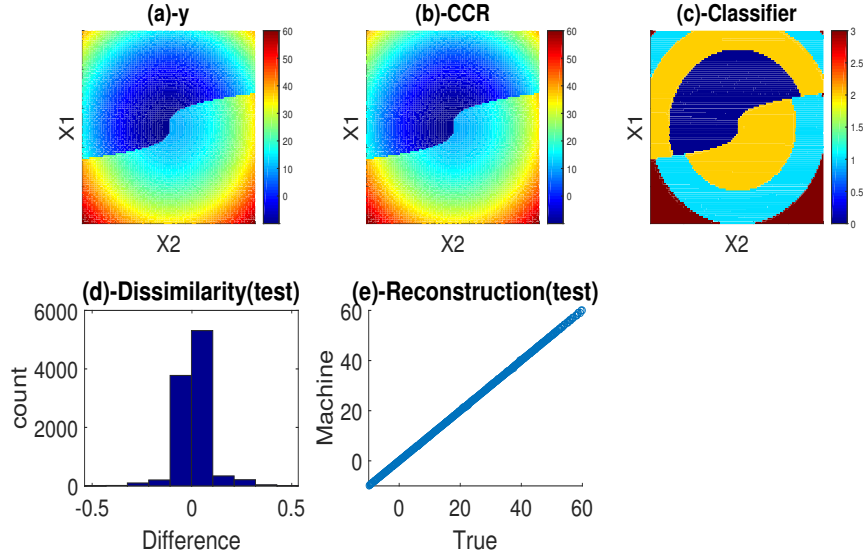 (a)-y
X1
X2
60
50
40
30
20
10
0
(b)-CCR
X1
X2
60
50
40
30
20
10
0
(c)-Classifier
X1
X2
3
2.5
2
1.5
1
0.5
0
(d)-Dissimilarity(test)
count
6000
4000
2000
0
-0.5
0
0.5
Difference
(e)-Reconstruction(test)
Machine
60
40
20
0
0
20
40
60
True